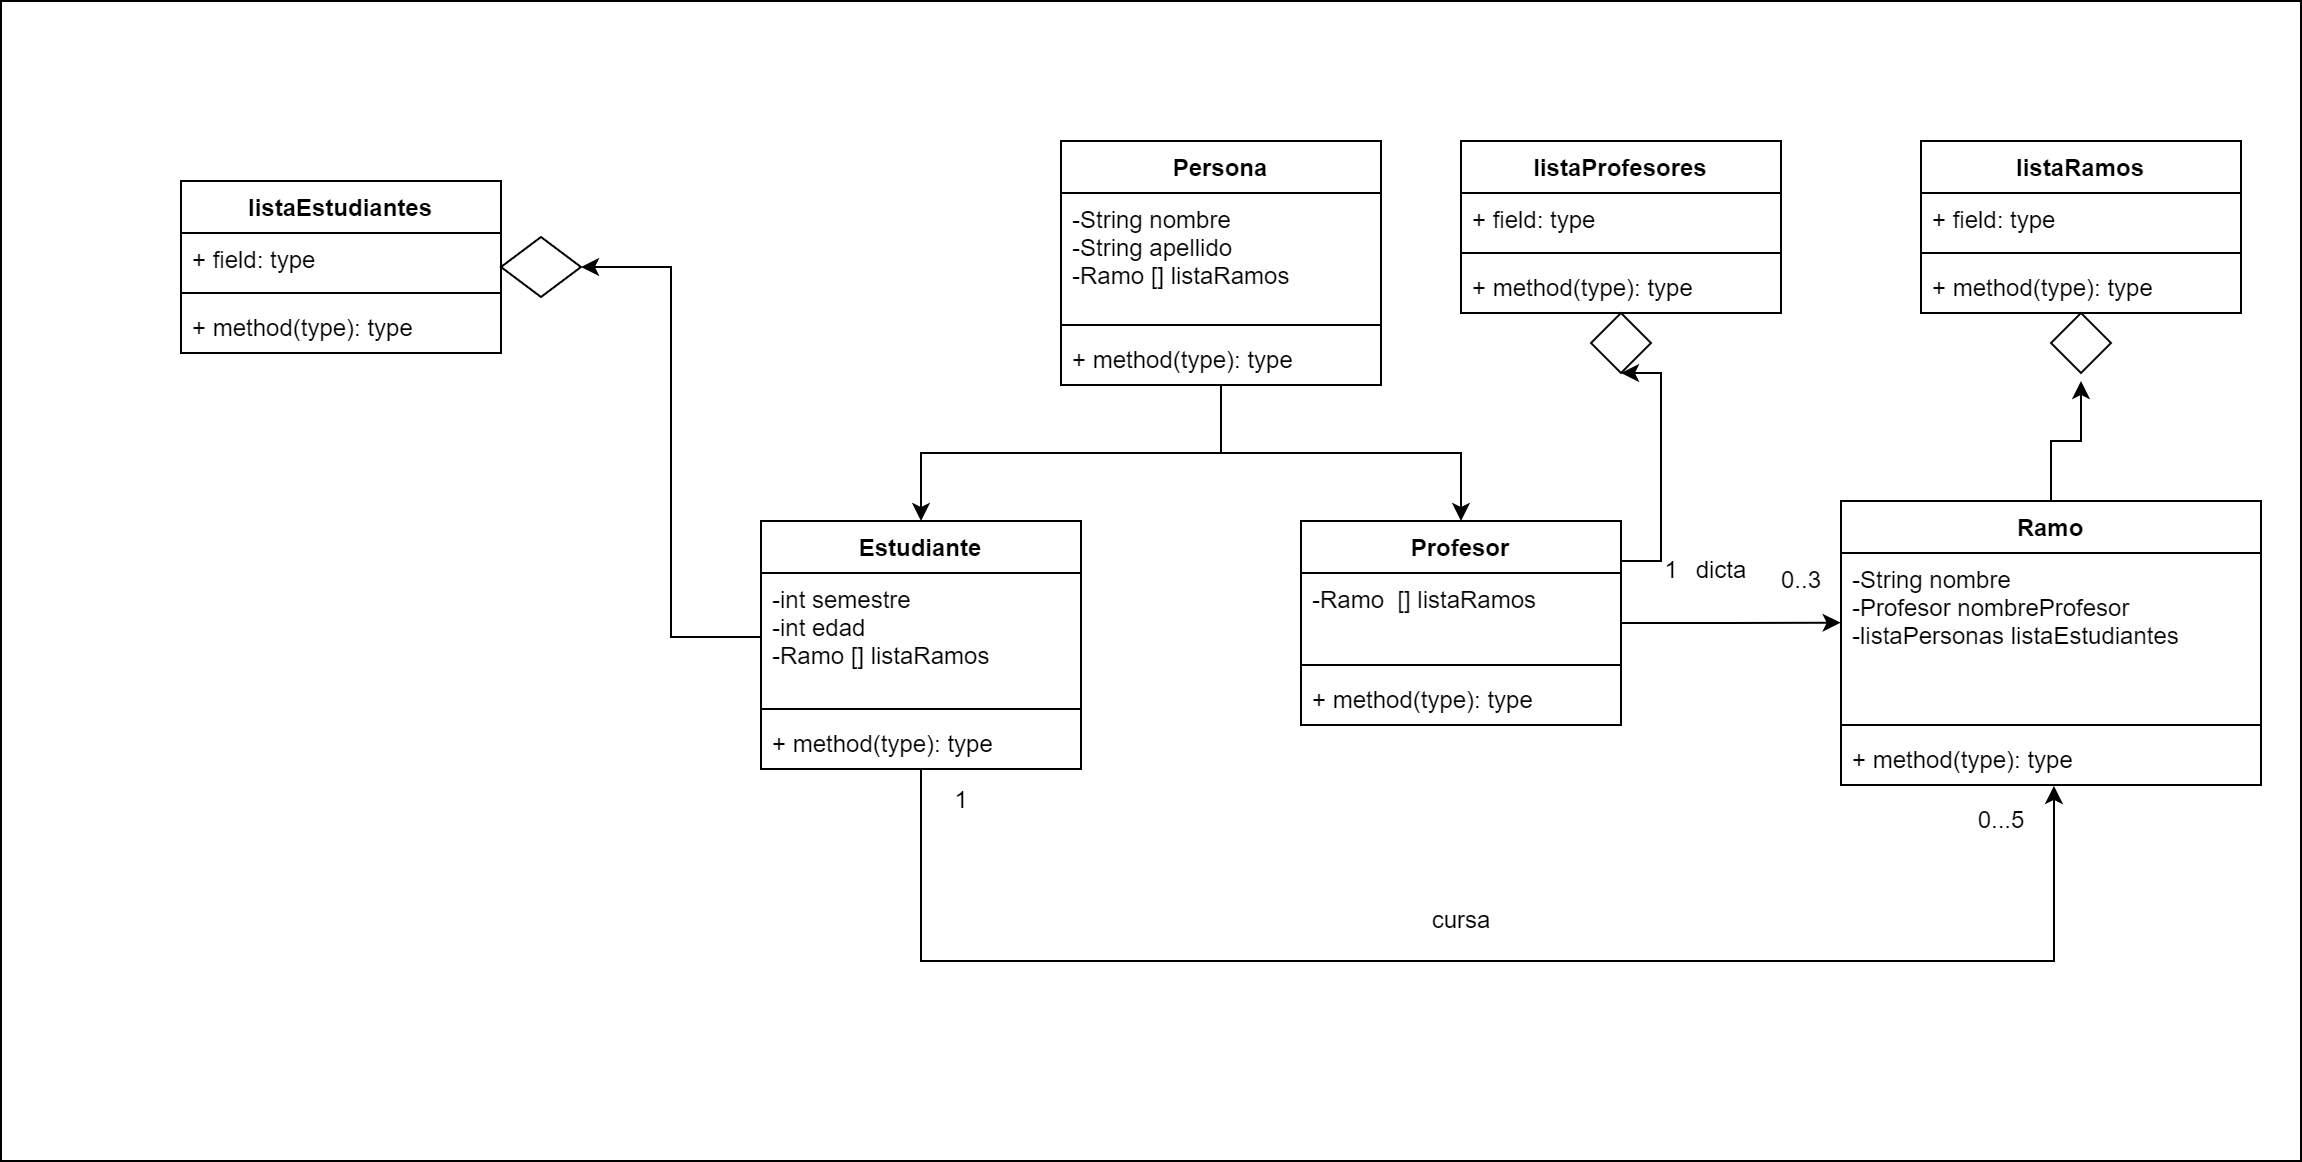 listaEstudiantes
+ field: type
+ method(type): type
Persona
-String nombre
-String apellido
-Ramo [] listaRamos
+ method(type): type
listaProfesores
+ field: type
+ method(type): type
listaRamos
+ field: type
+ method(type): type
Estudiante
-int semestre
-int edad
-Ramo [] listaRamos
+ method(type): type
Profesor
-Ramo  [] listaRamos
+ method(type): type
1
dicta
0..3
Ramo
-String nombre
-Profesor nombreProfesor
-listaPersonas listaEstudiantes
+ method(type): type
1
0...5
cursa